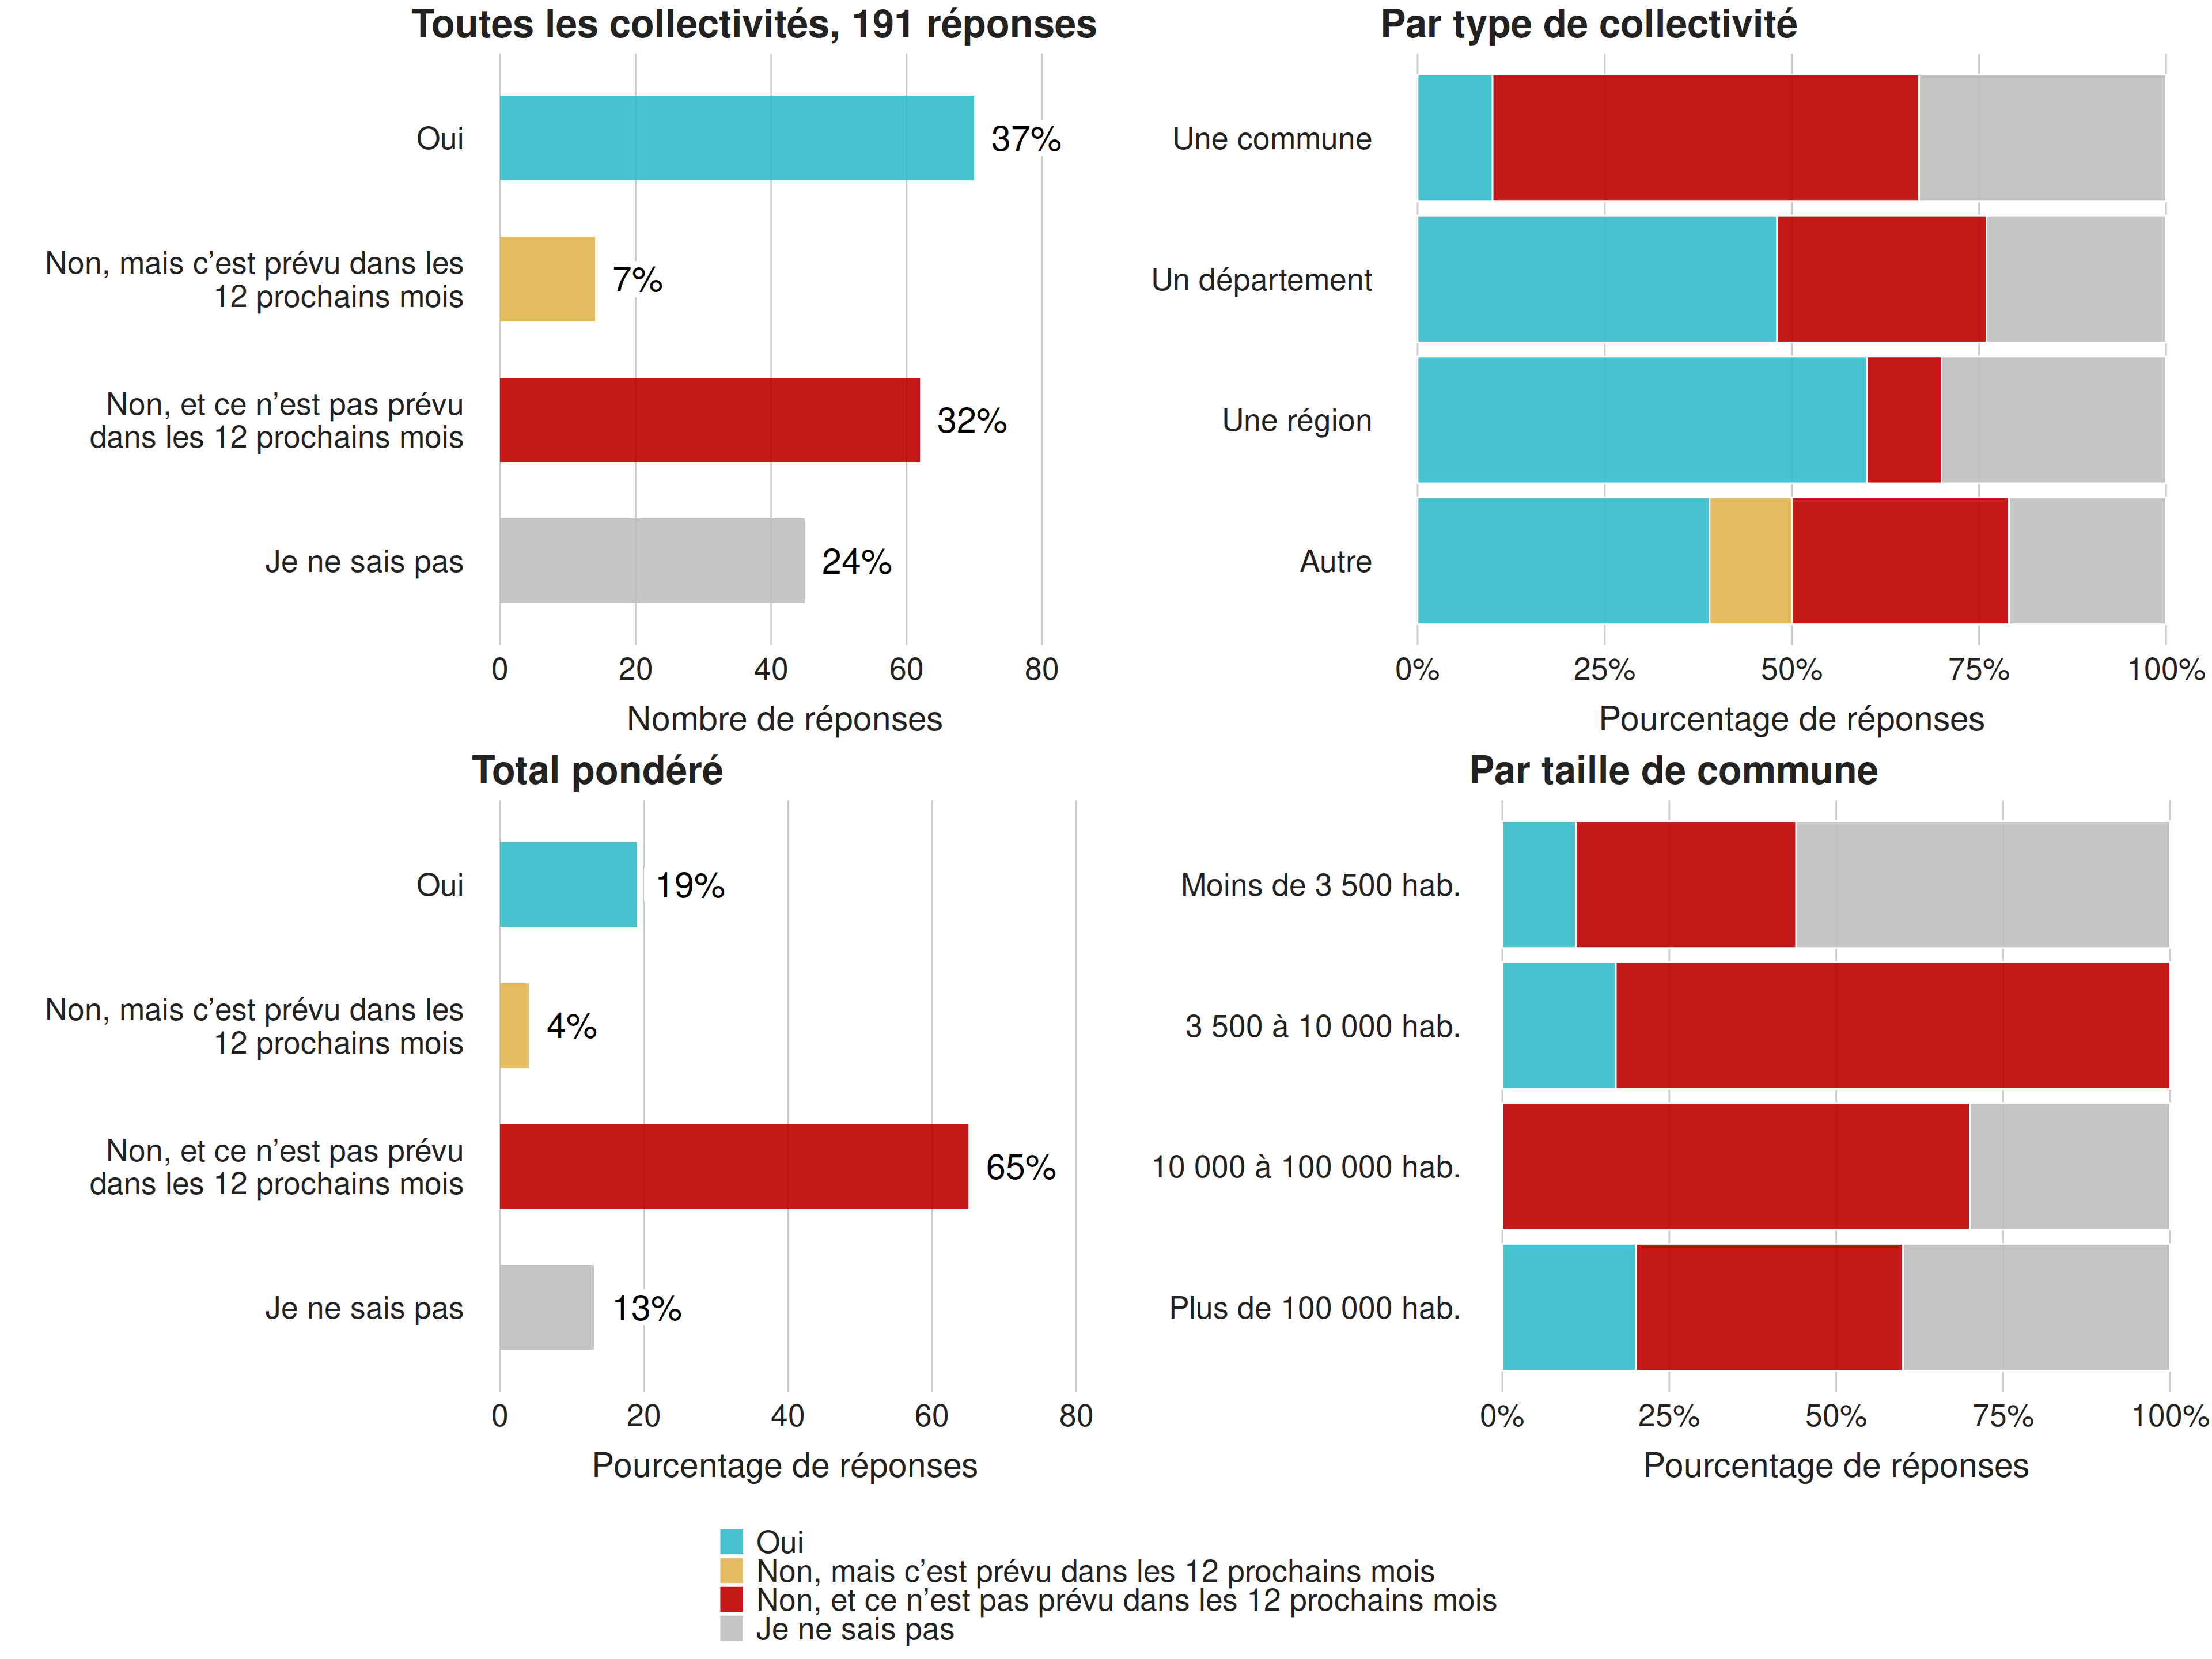 Toutes les collectivités, 191 réponses
Oui
37%
Non, mais c’est prévu dans les
12 prochains mois
7%
Non, et ce n’est pas prévu
dans les 12 prochains mois
32%
Je ne sais pas
24%
0 20 40 60 80
Nombre de réponses
Par type de collectivité
Une commune
Un département
Une région
Autre
0% 25% 50% 75% 100%
Pourcentage de réponses
Total pondéré
Oui
19%
Non, mais c’est prévu dans les
12 prochains mois
4%
Non, et ce n’est pas prévu
dans les 12 prochains mois
65%
Je ne sais pas
13%
0 20 40 60 80
Pourcentage de réponses
Par taille de commune
Moins de 3 500 hab.
3 500 à 10 000 hab.
10 000 à 100 000 hab.
Plus de 100 000 hab.
0% 25% 50% 75% 100%
Pourcentage de réponses
Oui
Non, mais c’est prévu dans les 12 prochains mois
Non, et ce n’est pas prévu dans les 12 prochains mois
Je ne sais pas